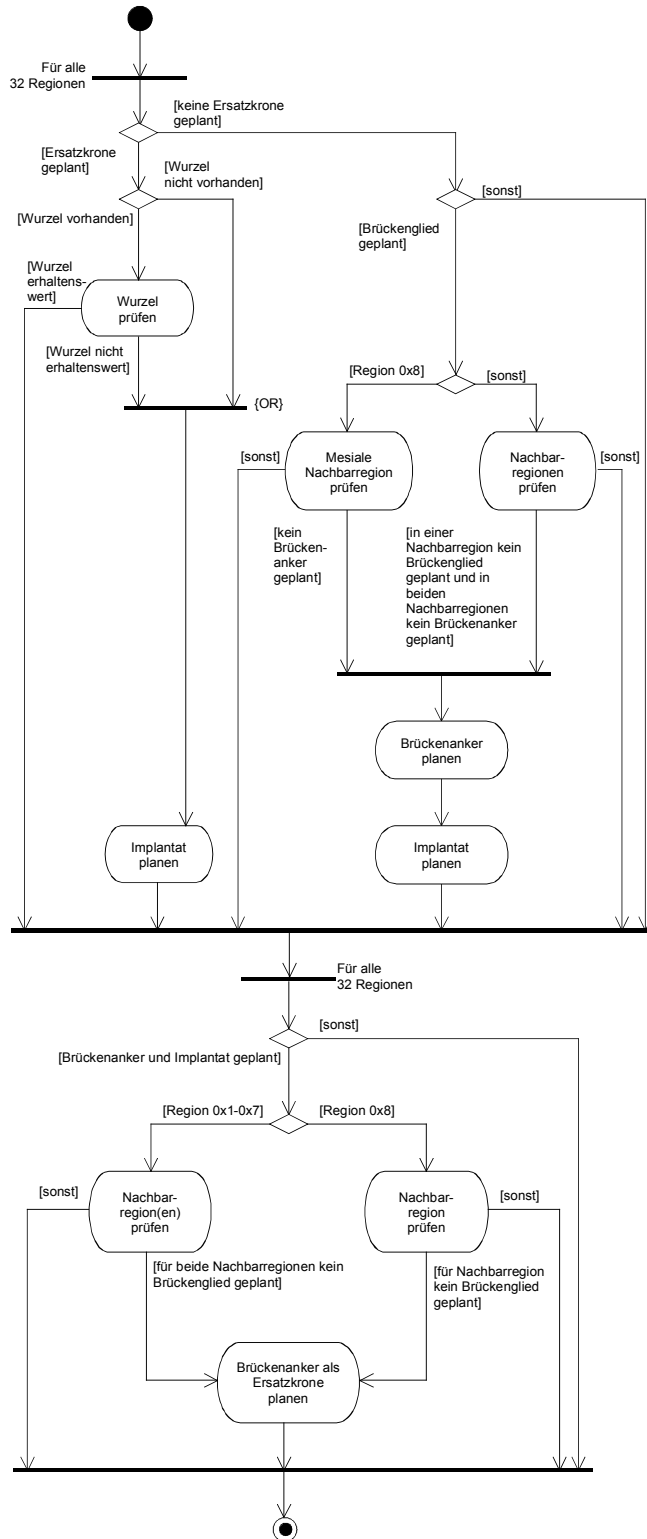 Für alle
32 Regionen
[keine Ersatzkrone
geplant]
[Ersatzkrone
geplant]
[Wurzel
nicht vorhanden]
[sonst]
[Wurzel vorhanden]
[Brückenglied
geplant]
[Wurzel
erhaltens-
wert]
Wurzel
prüfen
[Wurzel nicht
erhaltenswert]
[Region 0x8]
[sonst]
{OR}
[sonst]
Mesiale
Nachbarregion
prüfen
Nachbar-
regionen
prüfen
[sonst]
[kein
Brücken-
anker
geplant]
[in einer
Nachbarregion kein
Brückenglied
geplant und in
beiden
Nachbarregionen
kein Brückenanker
geplant]
Brückenanker
planen
Implantat
planen
Implantat
planen
Für alle
32 Regionen
[sonst]
[Brückenanker und Implantat geplant]
[Region 0x1-0x7]
[Region 0x8]
[sonst]
Nachbar-
region(en)
prüfen
Nachbar-
region
prüfen
[sonst]
[für beide Nachbarregionen kein
Brückenglied geplant]
[für Nachbarregion
kein Brückenglied
geplant]
Brückenanker als
Ersatzkrone
planen